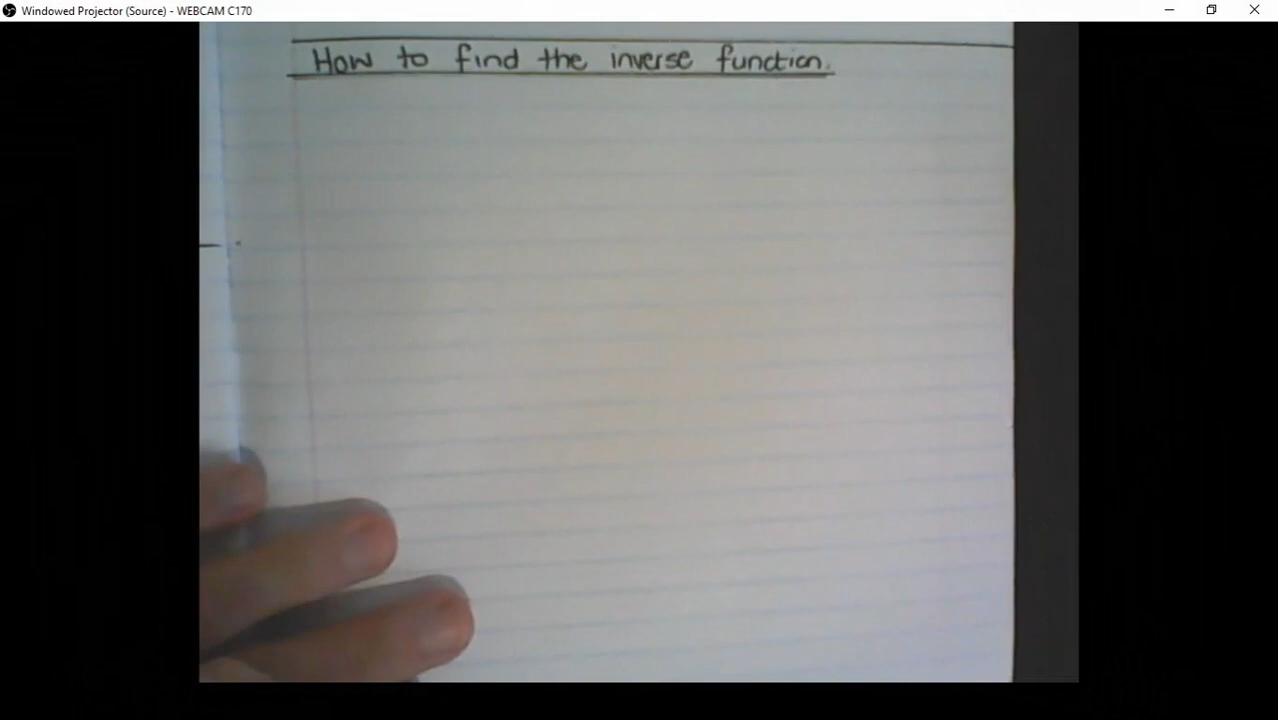 Windowed Projector (Source) - WEBCAM C170
How to find the inverse function.